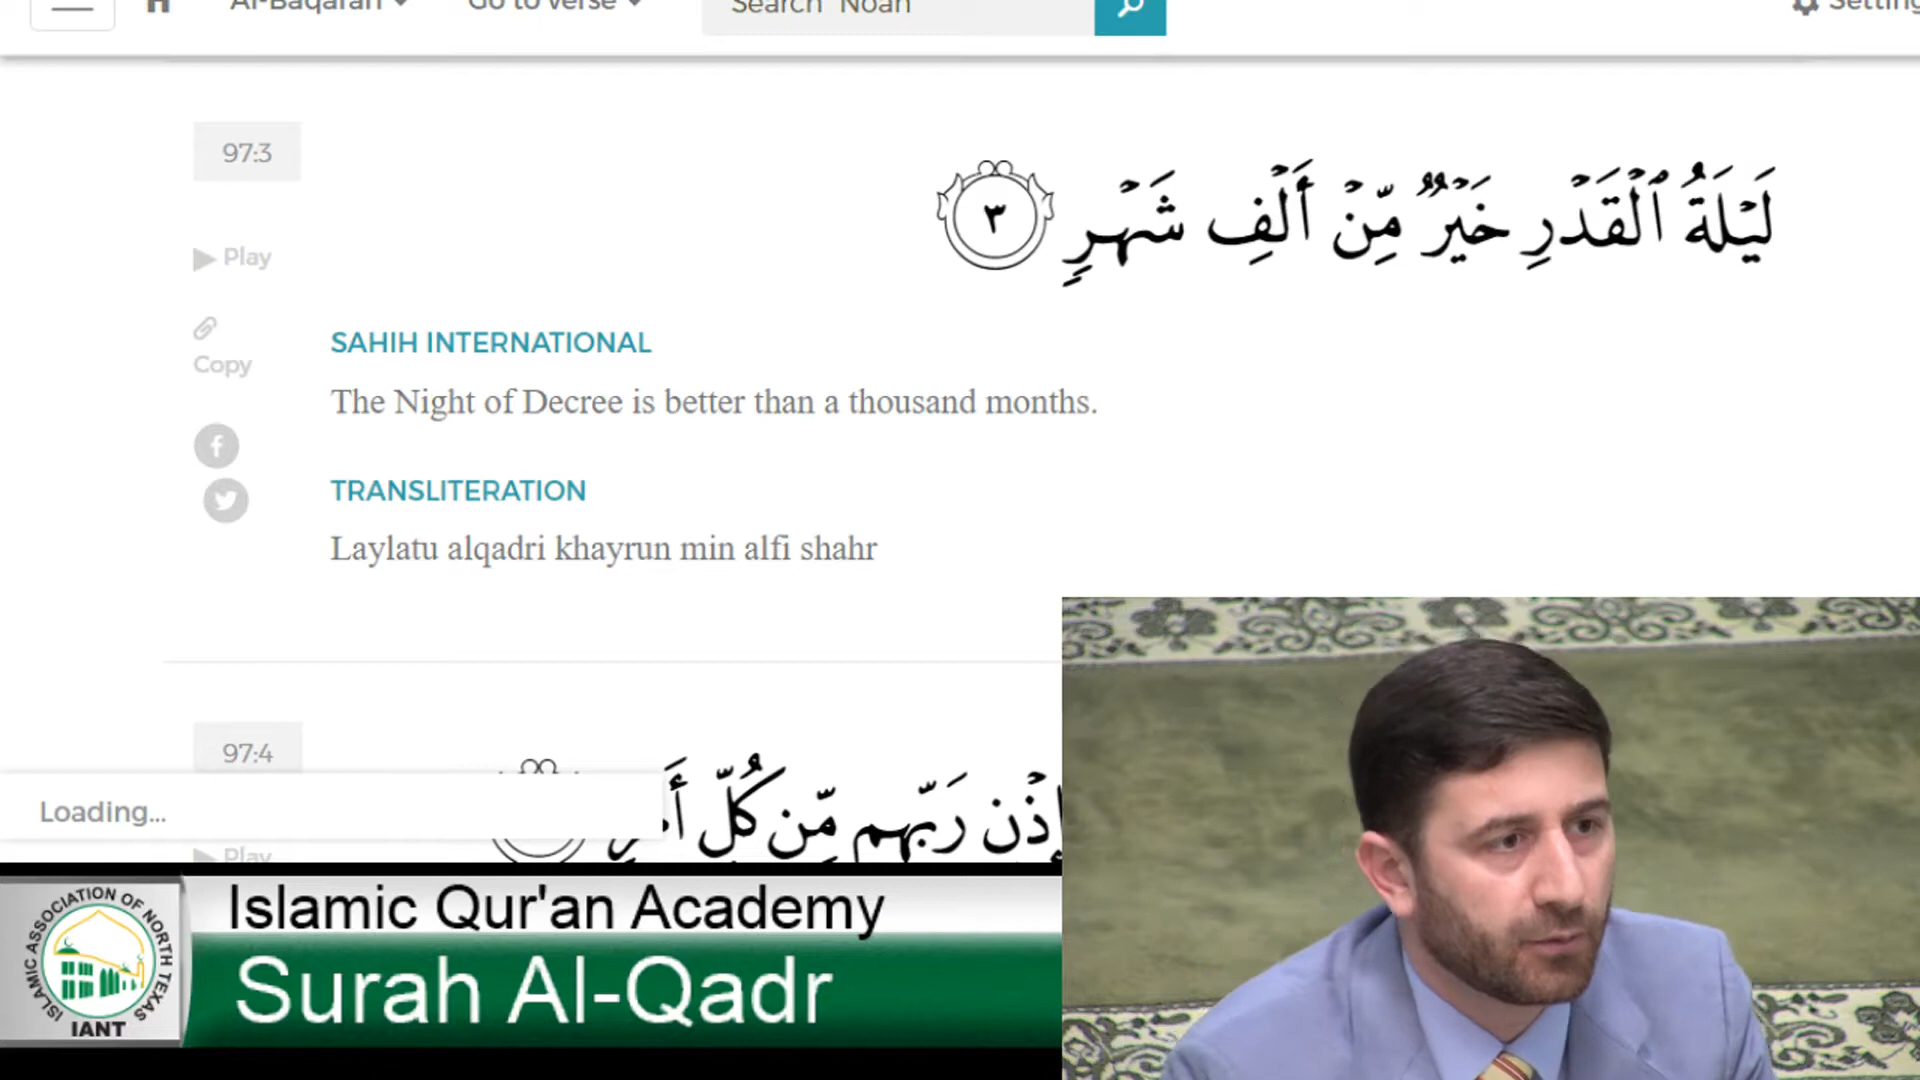 Al-Baqarah
Go to verse
Search "Noah"
Setting
97:3
لَيْلَةُ ٱلْقَدْرِ خَيْرٌ مِّنْ أَلْفِ شَهْرٍ ٣
Play
Copy
SAHIH INTERNATIONAL
The Night of Decree is better than a thousand months.
TRANSLITERATION
Laylatu alqadri khayrun min alfi shahr
97:4
رَبِّهِم مِّن كُلِّ
Loading...
Play
Islamic Qur'an Academy
Surah Al-Qadr
ISLAMIC ASSOCIATION OF NORTH TEXAS
IANT